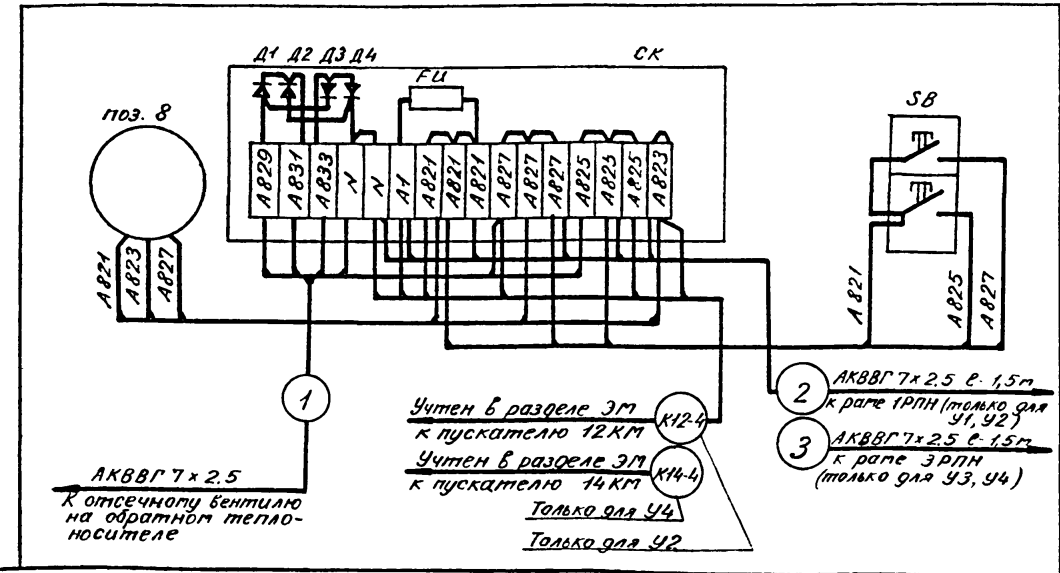 Д1 Д2 Д3 Д4
СК
FU
поз. 8
SB
А829
А831
А833
N
N
А1
А821
А821
А821
А827
А827
А827
А825
А825
А825
А823
А821
А823
А827
А821
А825
А827
1
2
АКВВГ 7×2.5 ℓ-1,5м
к раме 1РПН (только для
У1, У2)
3
АКВВГ 7×2.5 ℓ-1,5м
к раме 3РПН
(только для У3, У4)
Учтен в разделе ЭМ
к пускателю 12КМ
К12-4
Учтен в разделе ЭМ
к пускателю 14КМ
К14-4
Только для У4
Только для У2
АКВВГ 7×2.5
К отсечному вентилю
на обратном тепло-
носителе